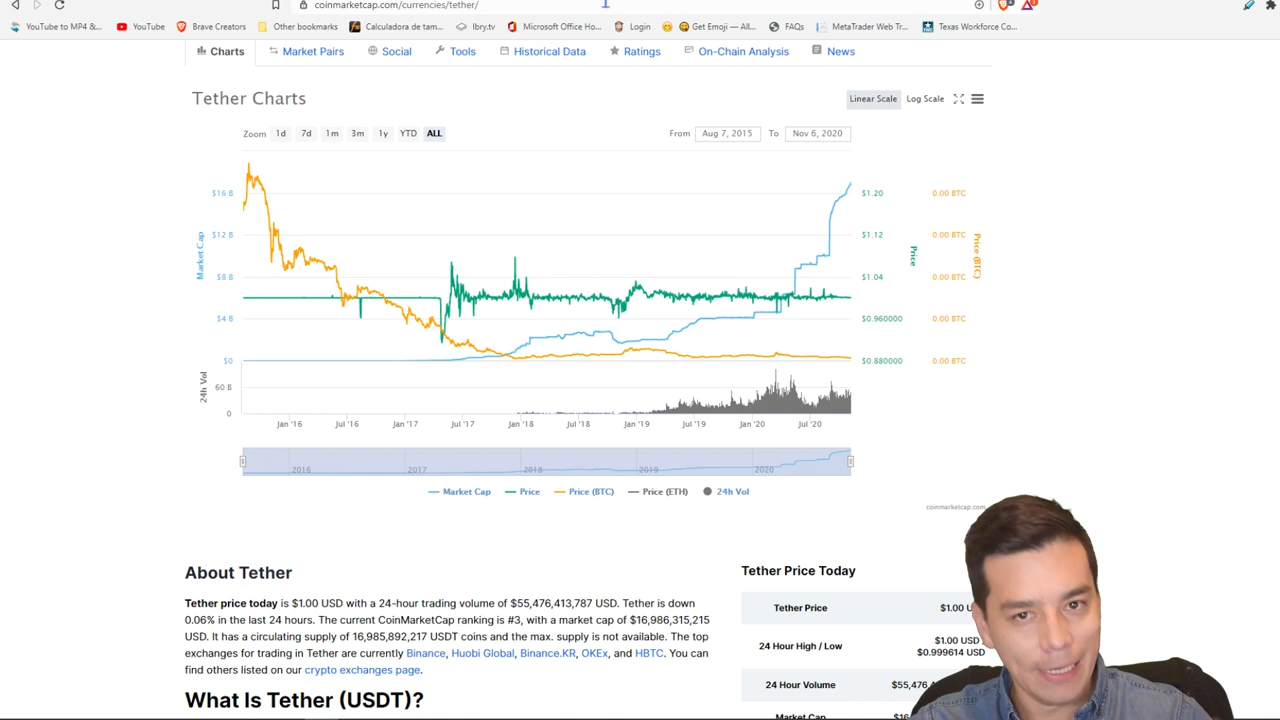 coinmarketcap.com/currencies/tether/
YouTube to MP4 &... YouTube Brave Creators Other bookmarks Calculadora de tam... lbry.tv Microsoft Office Ho... Login Get Emoji — All... FAQs MetaTrader Web Tr... Texas Workforce Co...
Charts Market Pairs Social Tools Historical Data Ratings On-Chain Analysis News
Tether Charts
Linear Scale Log Scale
Zoom 1d 7d 1m 3m 1y YTD ALL From Aug 7, 2015 To Nov 6, 2020
$16 B $1.20 0.00 BTC
$12 B $1.12 0.00 BTC
Market Cap Price Price (BTC)
$8 B $1.04 0.00 BTC
$4 B $0.960000 0.00 BTC
$0 $0.880000 0.00 BTC
24h Vol
60 B
0
Jan '16 Jul '16 Jan '17 Jul '17 Jan '18 Jul '18 Jan '19 Jul '19 Jan '20 Jul '20
2016 2017 2018 2019 2020
Market Cap Price Price (BTC) Price (ETH) 24h Vol
coinmarketcap.com
About Tether
Tether price today is $1.00 USD with a 24-hour trading volume of $55,476,413,787 USD. Tether is down
0.06% in the last 24 hours. The current CoinMarketCap ranking is #3, with a market cap of $16,986,315,215
USD. It has a circulating supply of 16,985,892,217 USDT coins and the max. supply is not available. The top
exchanges for trading in Tether are currently Binance, Huobi Global, Binance.KR, OKEx, and HBTC. You can
find others listed on our crypto exchanges page.
What Is Tether (USDT)?
Tether Price Today
Tether Price $1.00 U
24 Hour High / Low $1.00 USD
$0.999614 USD
24 Hour Volume $55,476,4
Market Cap $16